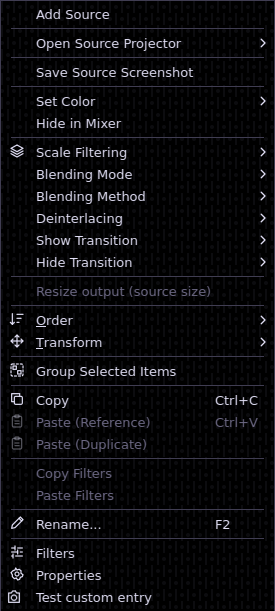 Add Source
Open Source Projector
Save Source Screenshot
Set Color
Hide in Mixer
Scale Filtering
Blending Mode
Blending Method
Deinterlacing
Show Transition
Hide Transition
Resize output (source size)
Order
Transform
Group Selected Items
Copy Ctrl+C
Paste (Reference) Ctrl+V
Paste (Duplicate)
Copy Filters
Paste Filters
Rename... F2
Filters
Properties
Test custom entry